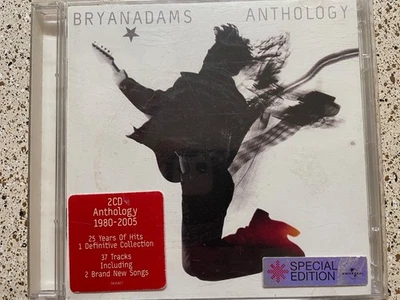 BRYANADAMS ANTHOLOGY
2CD
Anthology
1980-2005
25 Years Of Hits
1 Definitive Collection
37 Tracks
Including
2 Brand New Songs
SPECIAL
EDITION
UNIVERSAL